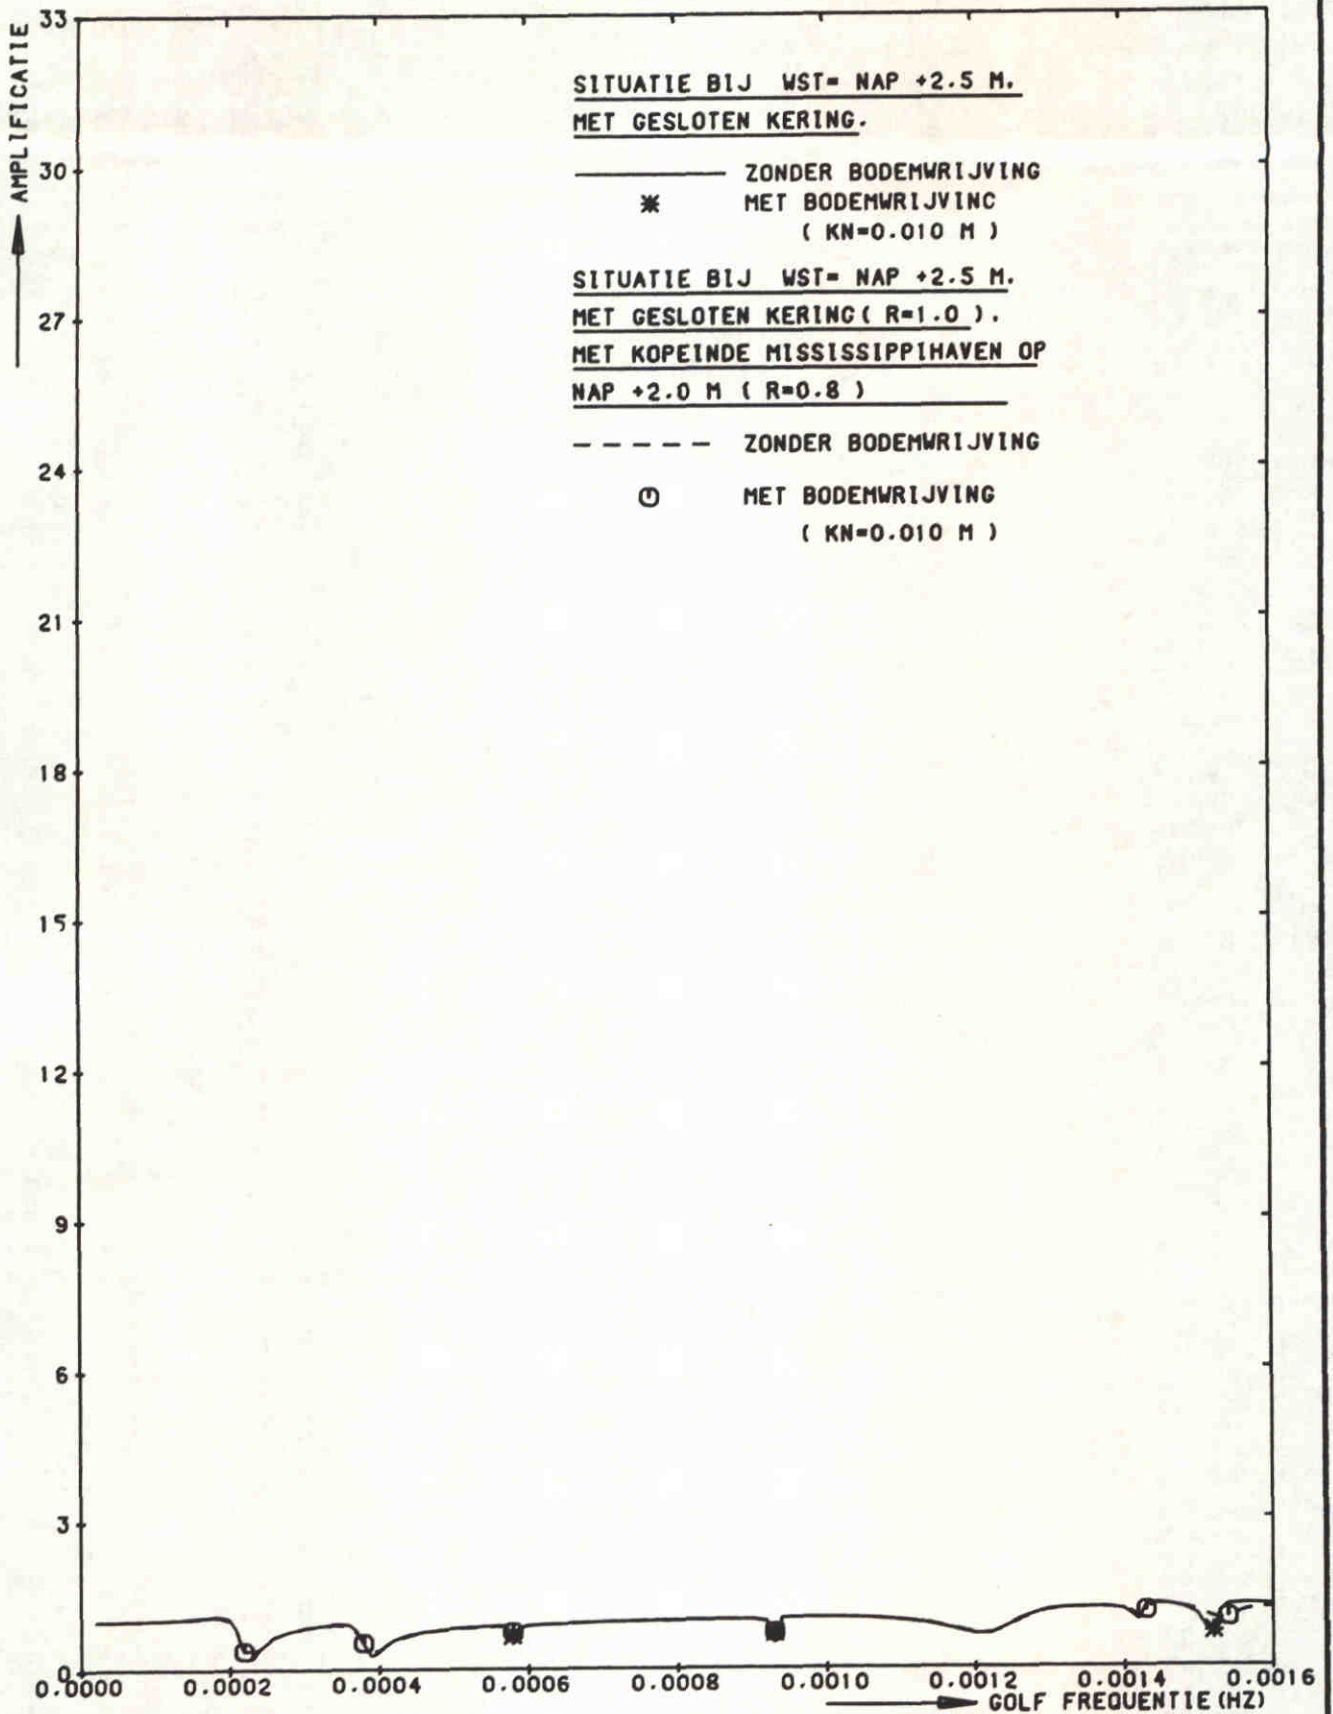 AMPLIFICATIE
33
30
27
24
21
18
15
12
9
6
3
0
SITUATIE BIJ WST= NAP +2.5 M.
MET GESLOTEN KERING.
ZONDER BODEMWRIJVING
MET BODEMWRIJVINC
( KN=0.010 M )
SITUATIE BIJ WST= NAP +2.5 M.
MET GESLOTEN KERING( R=1.0 ).
MET KOPEINDE MISSISSIPPIHAVEN OP
NAP +2.0 M ( R=0.8 )
ZONDER BODEMWRIJVING
MET BODEMWRIJVING
( KN=0.010 M )
0.0000 0.0002 0.0004 0.0006 0.0008 0.0010 0.0012 0.0014 0.0016
GOLF FREQUENTIE(HZ)